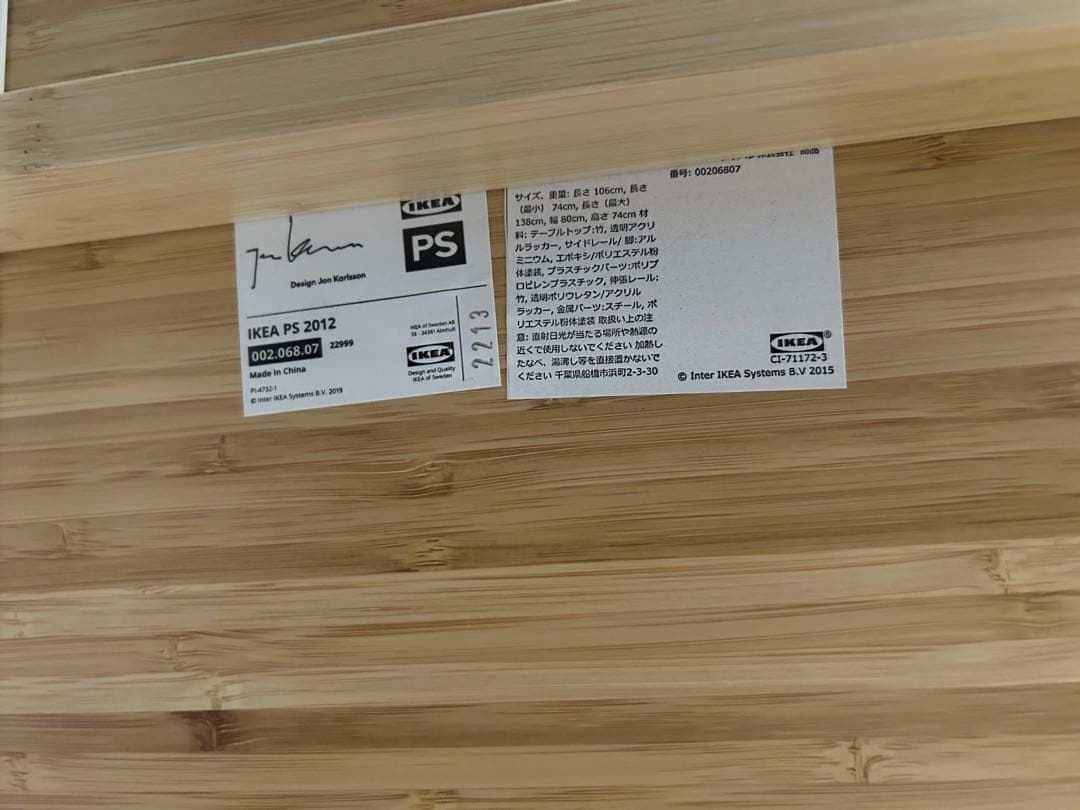 IKEA
PS
Design Jon Karlsson
IKEA PS 2012
002.068.07
22999
Made in China
PI-4732-1
© Inter IKEA Systems B.V. 2019
IKEA of Sweden AB
SE - 34381 Älmhult
IKEA
Design and Quality
IKEA of Sweden
2213
株式会社 商品
番号: 00206807
サイズ、重量: 長さ 106cm, 長さ
（最小） 74cm, 長さ（最大）
138cm, 幅 80cm, 高さ 74cm 材
料: テーブルトップ:竹, 透明アクリ
ルラッカー, サイドレール/ 脚:アル
ミニウム, エポキシ/ポリエステル粉
体塗装, プラスチックパーツ:ポリプ
ロピレンプラスチック, 伸張レール:
竹, 透明ポリウレタン/アクリル
ラッカー, 金属パーツ:スチール, ポ
リエステル粉体塗装 取扱い上の注
意: 直射日光が当たる場所や熱源の
近くで使用しないでください 加熱し
たなべ、湯沸し等を直接置かないで
ください 千葉県船橋市浜町2-3-30
IKEA®
CI-71172-3
© Inter IKEA Systems B.V 2015